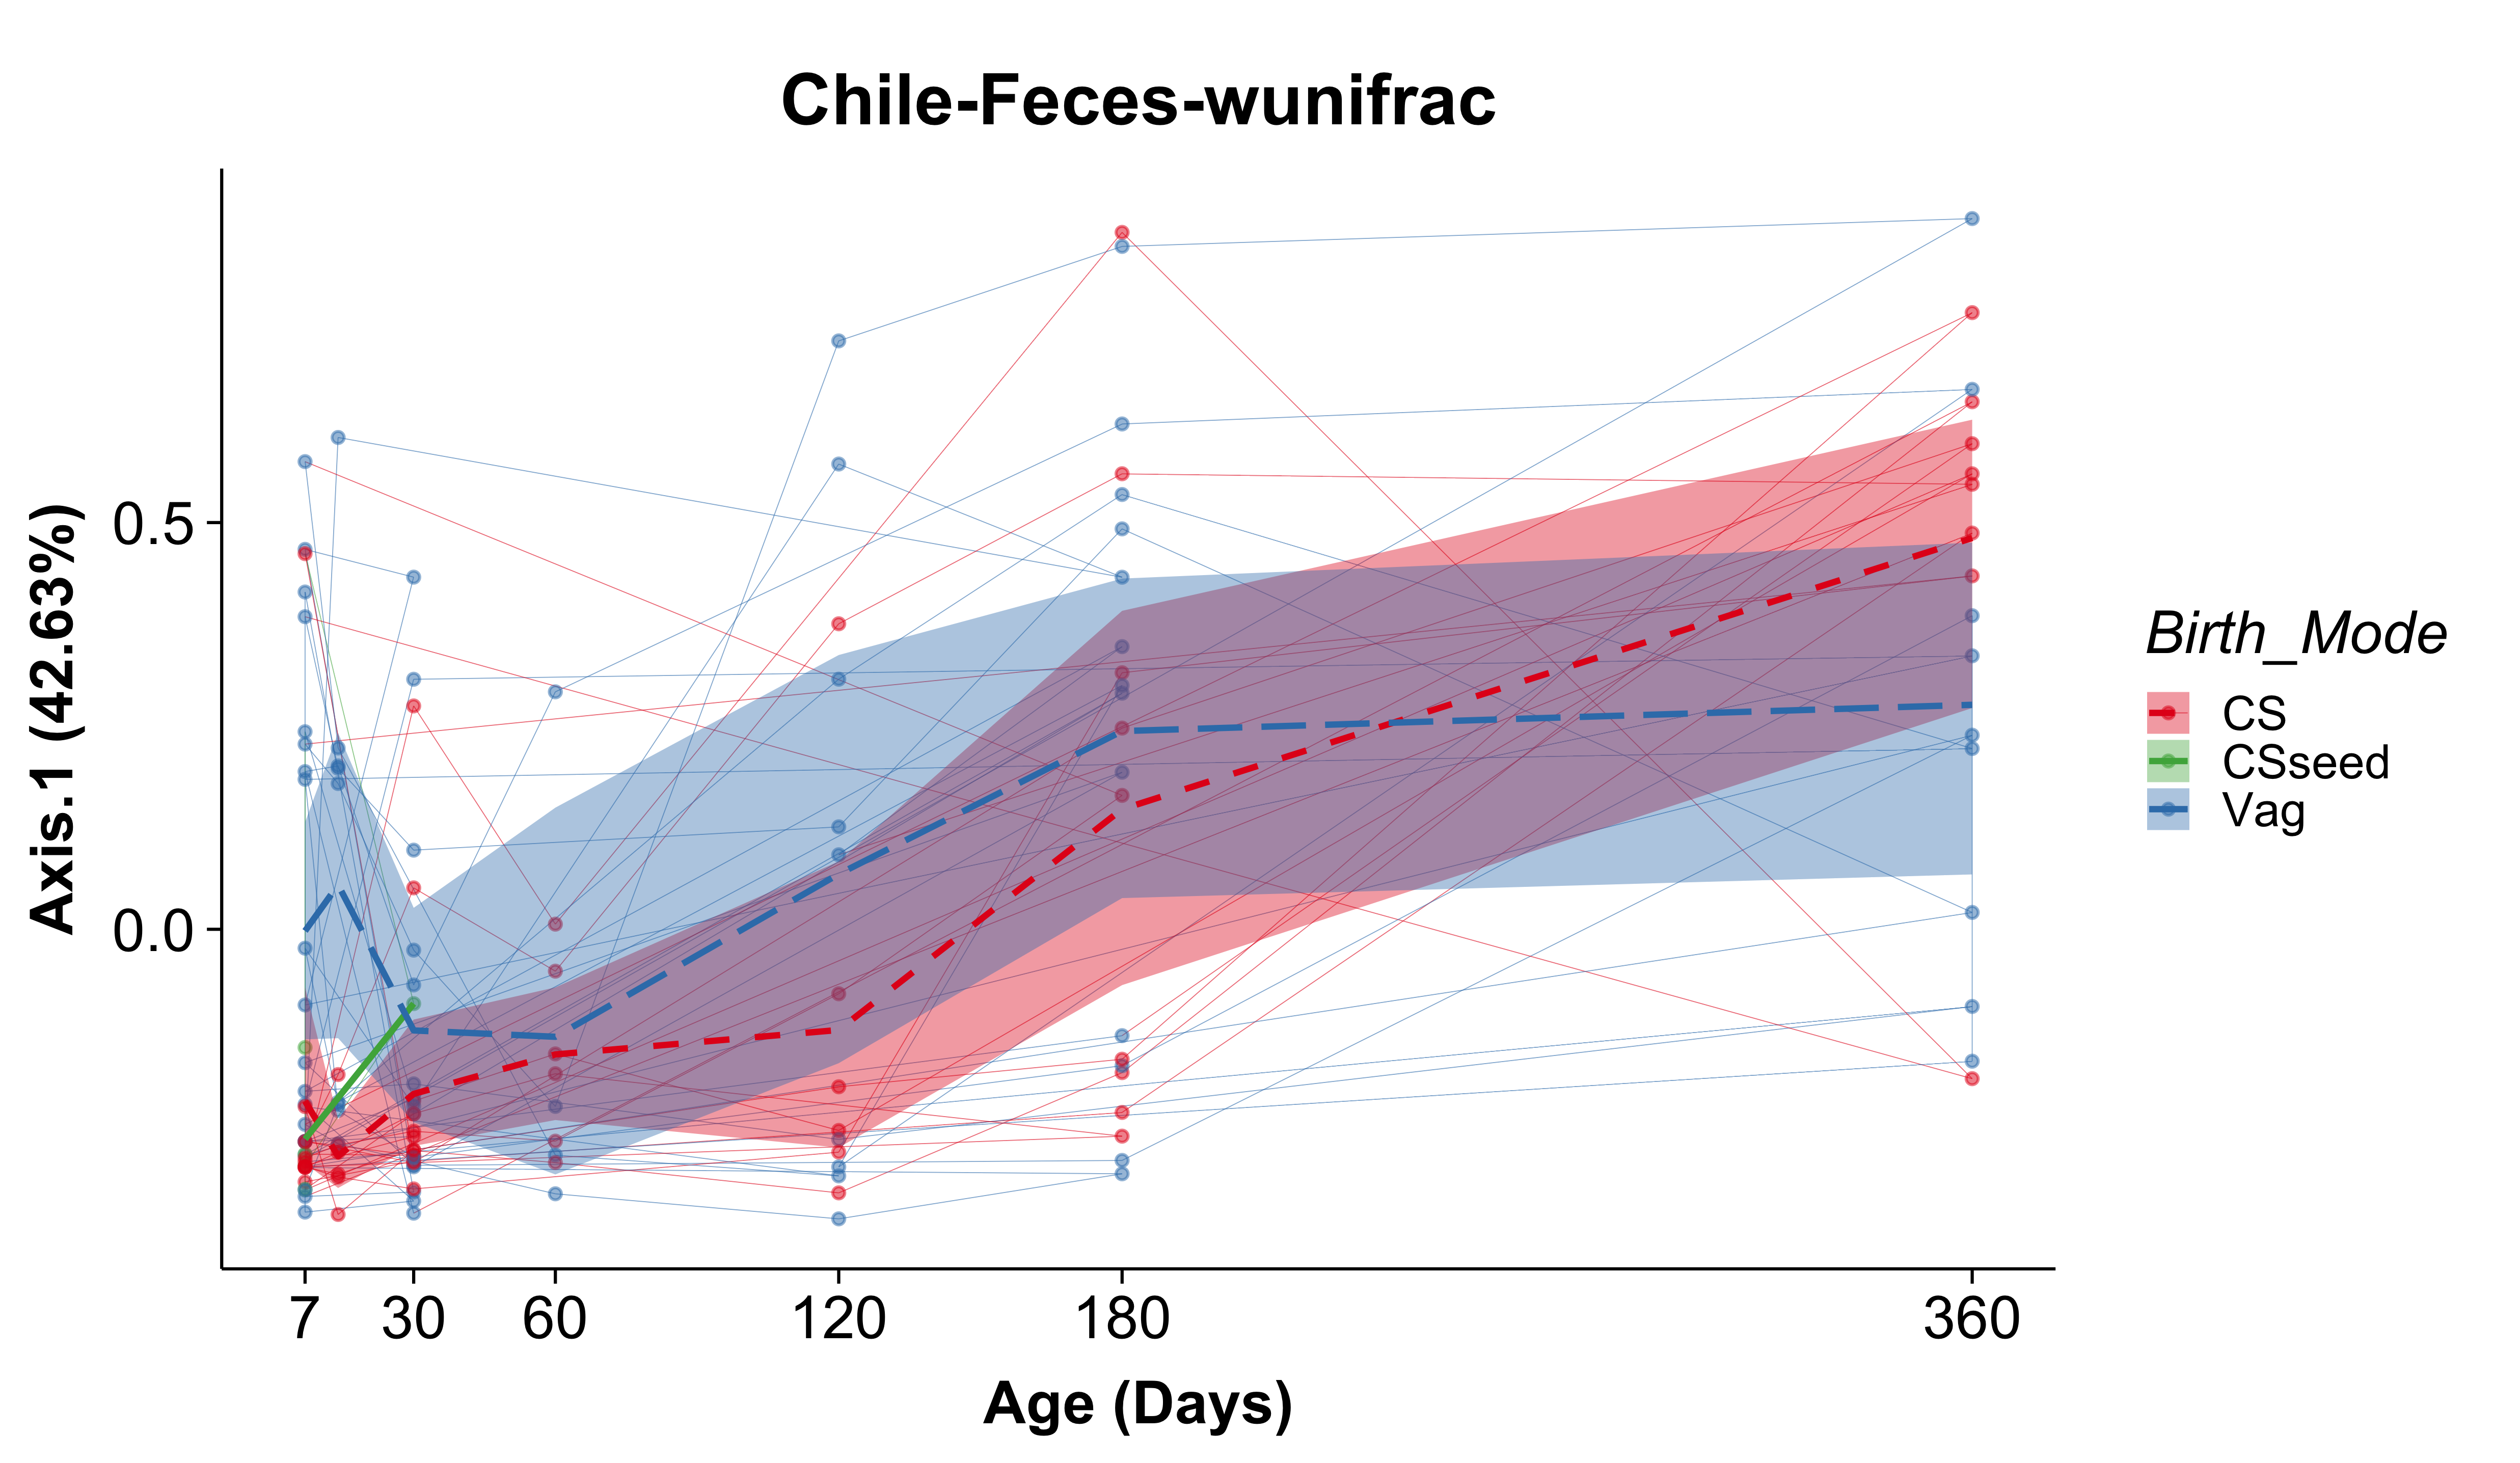 Chile-Feces-wunifrac
Axis.1 (42.63%)
0.5
0.0
7 30 60 120 180 360
Age (Days)
Birth_Mode
CS
CSseed
Vag